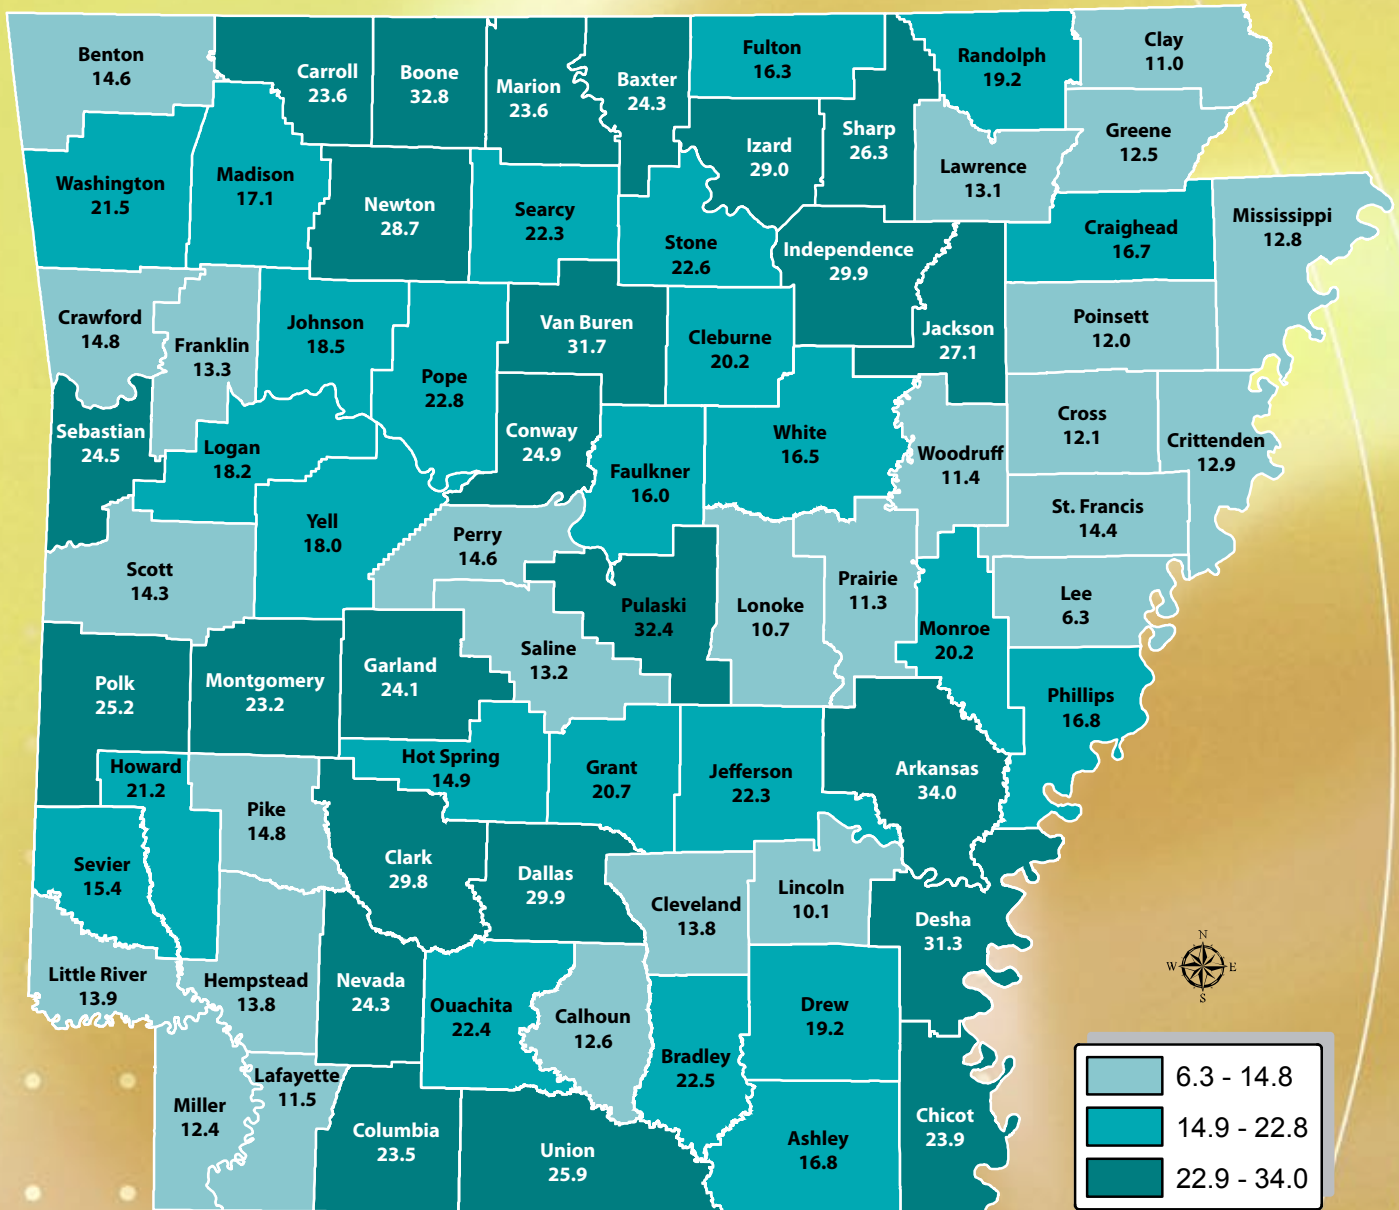 Benton
14.6
Carroll
23.6
Boone
32.8
Marion
23.6
Baxter
24.3
Fulton
16.3
Randolph
19.2
Clay
11.0
Greene
12.5
Sharp
26.3
Izard
29.0
Lawrence
13.1
Washington
21.5
Madison
17.1
Newton
28.7
Searcy
22.3
Stone
22.6
Independence
29.9
Craighead
16.7
Mississippi
12.8
Crawford
14.8
Franklin
13.3
Johnson
18.5
Pope
22.8
Van Buren
31.7
Cleburne
20.2
Jackson
27.1
Poinsett
12.0
Sebastian
24.5
Logan
18.2
Conway
24.9
Faulkner
16.0
White
16.5
Woodruff
11.4
Cross
12.1
Crittenden
12.9
St. Francis
14.4
Yell
18.0
Perry
14.6
Scott
14.3
Pulaski
32.4
Lonoke
10.7
Prairie
11.3
Monroe
20.2
Lee
6.3
Saline
13.2
Garland
24.1
Montgomery
23.2
Polk
25.2
Phillips
16.8
Howard
21.2
Hot Spring
14.9
Grant
20.7
Jefferson
22.3
Arkansas
34.0
Pike
14.8
Clark
29.8
Dallas
29.9
Sevier
15.4
Cleveland
13.8
Lincoln
10.1
Desha
31.3
Little River
13.9
Hempstead
13.8
Nevada
24.3
Ouachita
22.4
Calhoun
12.6
Bradley
22.5
Drew
19.2
Miller
12.4
Lafayette
11.5
Columbia
23.5
Union
25.9
Ashley
16.8
Chicot
23.9
N
W
E
S
6.3 - 14.8
14.9 - 22.8
22.9 - 34.0